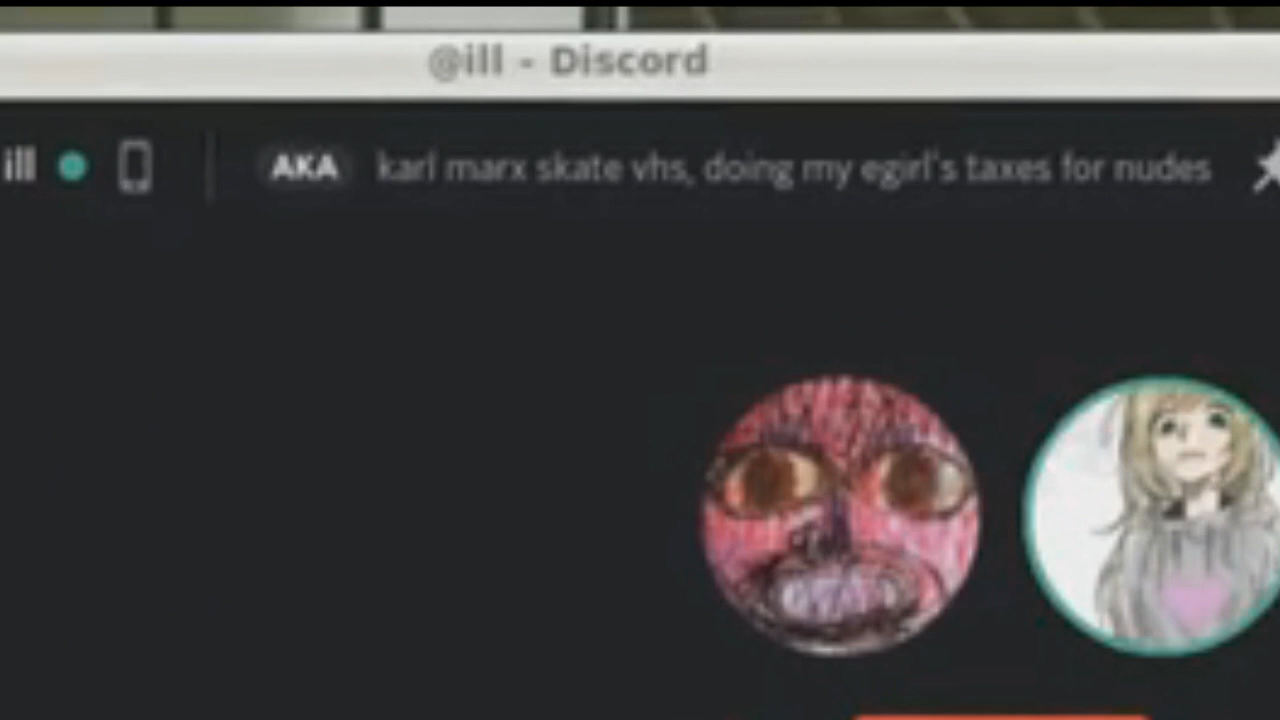 @ill - Discord
ill AKA karl marx skate vhs, doing my egirl's taxes for nudes